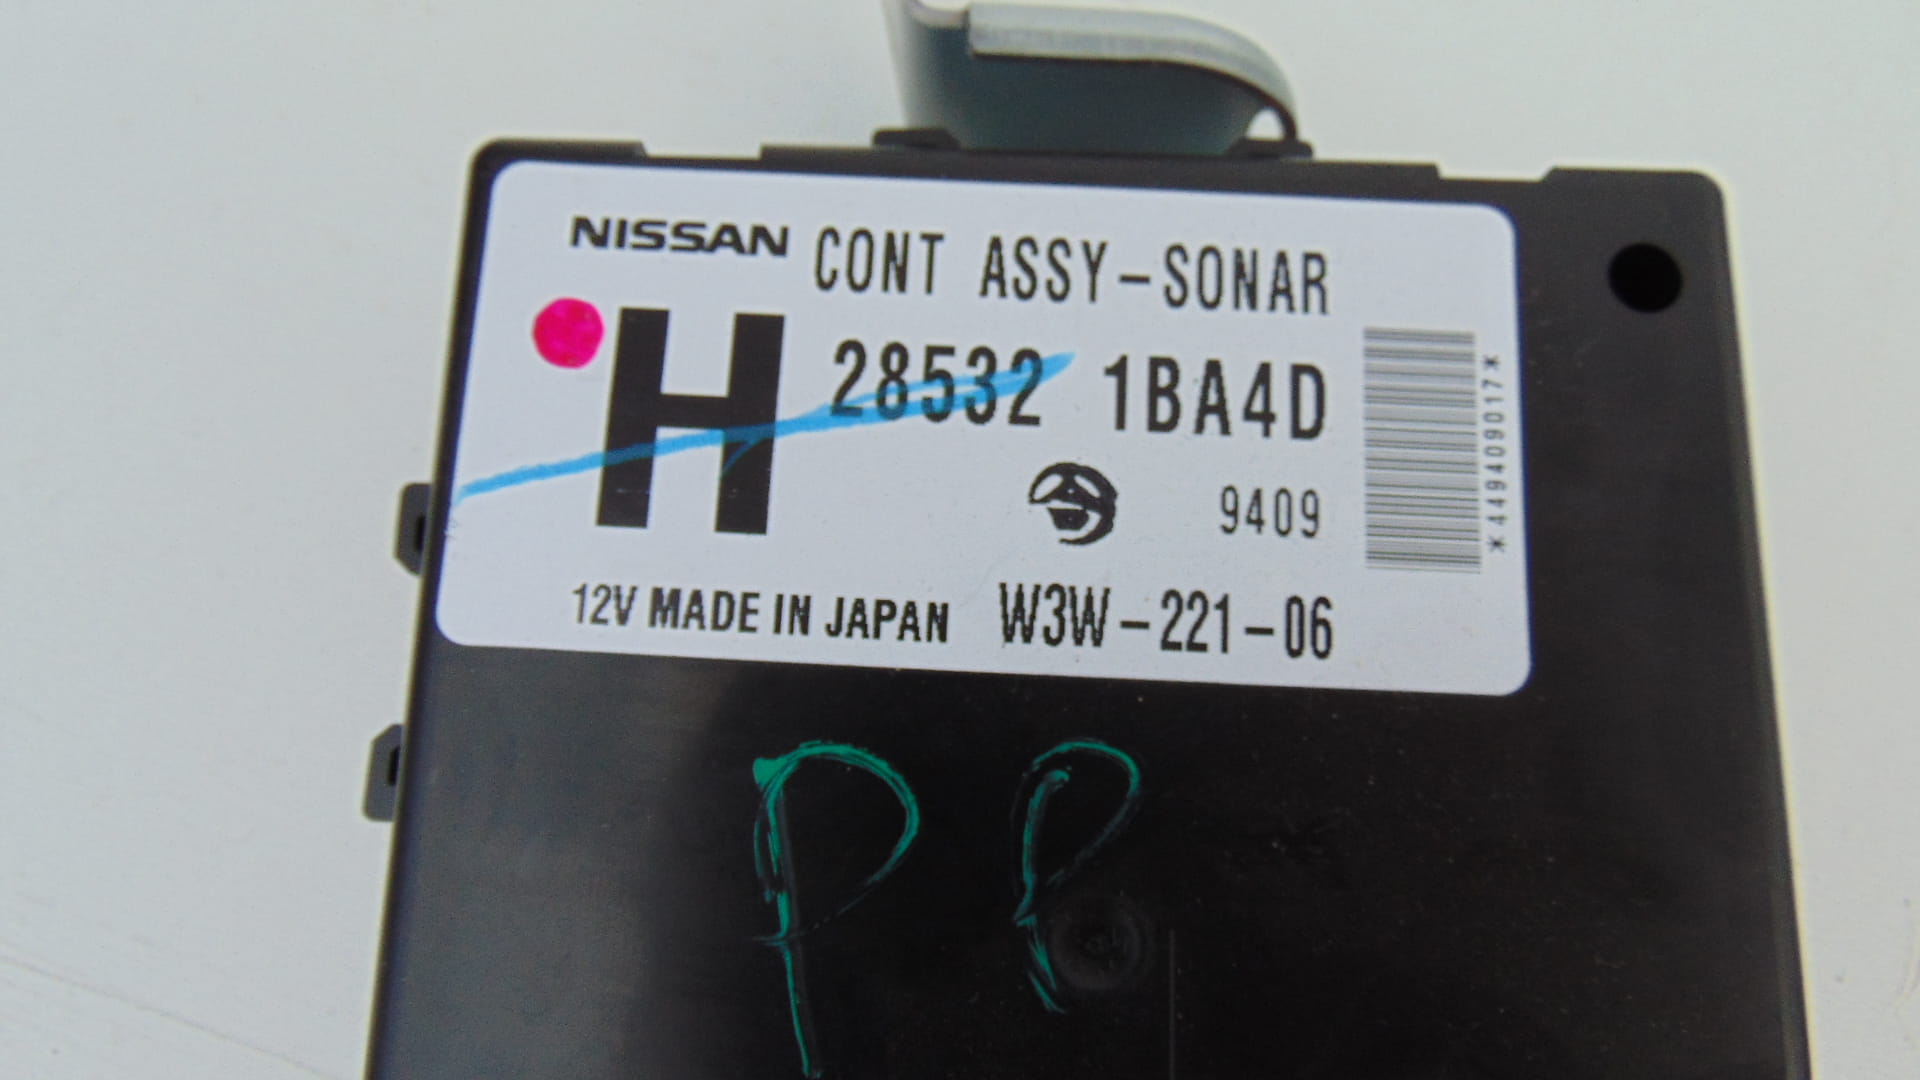 NISSAN CONT ASSY-SONAR
H 28532 1BA4D
9409
12V MADE IN JAPAN W3W-221-06
*449409017*
PP